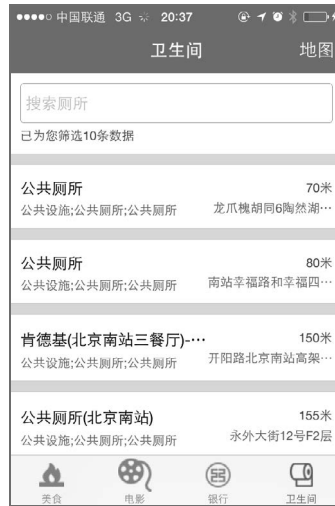 中国联通 3G 20:37
卫生间 地图
搜索厕所
已为您筛选10条数据
公共厕所 70米
公共设施;公共厕所;公共厕所 龙爪槐胡同6陶然湖…
公共厕所 80米
公共设施;公共厕所;公共厕所 南站幸福路和幸福四…
肯德基(北京南站三餐厅)-… 150米
公共设施;公共厕所;公共厕所 开阳路北京南站高架…
公共厕所(北京南站) 155米
公共设施;公共厕所;公共厕所 永外大街12号F2层
美食 电影 银行 卫生间